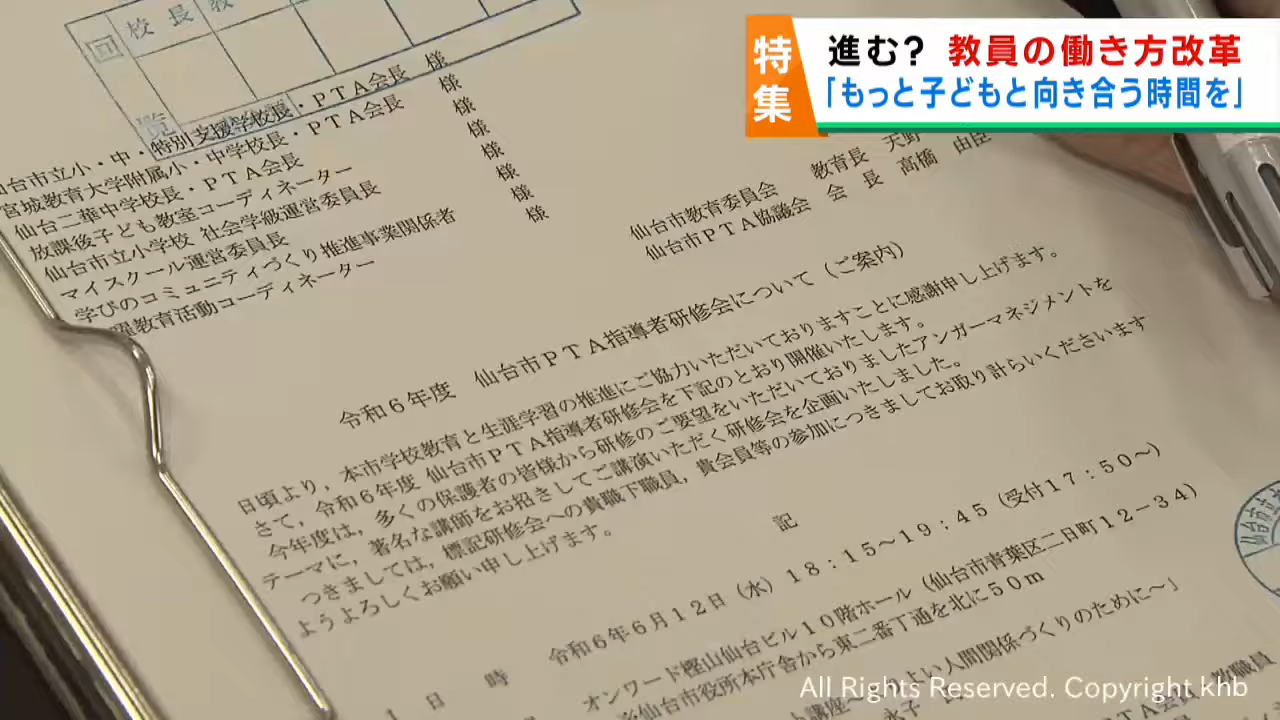 特集
進む? 教員の働き方改革
「もっと子どもと向き合う時間を」
回覧
校長 教
台市立小・中・特別支援学校長・PTA会長 様
宮城教育大学附属小・中学校長・PTA会長 様
仙台二華中学校長・PTA会長 様
放課後子ども教室コーディネーター 様
仙台市立小学校 社会学級運営委員長 様
マイスクール運営委員長 様
学びのコミュニティづくり推進事業関係者 様
教育活動コーディネーター 様
仙台市教育委員会 教育長 天野
仙台市PTA協議会 会長 高橋 由臣
令和6年度 仙台市PTA指導者研修会について(ご案内)
日頃より,本市学校教育と生涯学習の推進にご協力いただいておりますことに感謝申し上げます。
さて,令和6年度 仙台市PTA指導者研修会を下記のとおり開催いたします。
今年度は,多くの保護者の皆様から研修のご要望をいただいておりましたアンガーマネジメントを
テーマに,著名な講師をお招きしてご講演いただく研修会を企画いたしました。
つきましては,標記研修会への貴職下職員,貴会員等の参加につきましてお取り計らいくださいます
ようよろしくお願い申し上げます。
記
1 日時 令和6年6月12日(水) 18:15~19:45(受付17:50~)
オンワード樫山仙台ビル10階ホール(仙台市青葉区二日町12-34)
仙台市役所本庁舎から東二番丁通を北に50m
講座~ よい人間関係づくりのために~」
仙台市
All Rights Reserved. Copyright khb